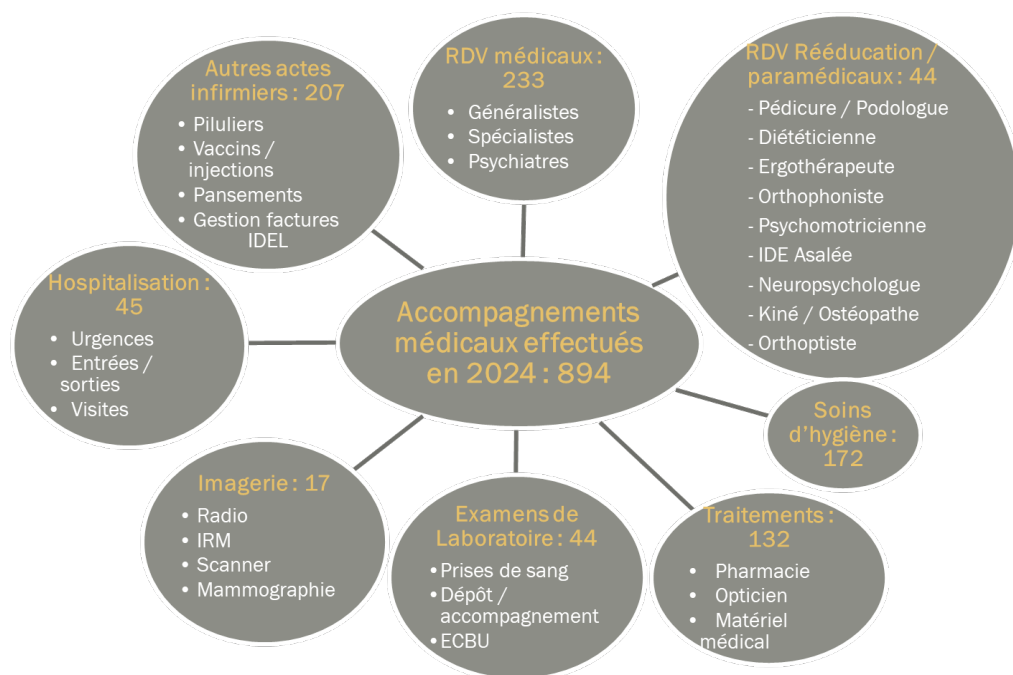 Autres actes
infirmiers : 207
• Piluliers
• Vaccins /
injections
• Pansements
• Gestion factures
IDEL
RDV médicaux :
233
• Généralistes
• Spécialistes
• Psychiatres
RDV Rééducation /
paramédicaux : 44
- Pédicure / Podologue
- Diététicienne
- Ergothérapeute
- Orthophoniste
- Psychomotricienne
- IDE Asalée
- Neuropsychologue
- Kiné / Ostéopathe
- Orthoptiste
Hospitalisation :
45
• Urgences
• Entrées /
sorties
• Visites
Accompagnements
médicaux effectués
en 2024 : 894
Soins
d’hygiène :
172
Imagerie : 17
• Radio
• IRM
• Scanner
• Mammographie
Examens de
Laboratoire : 44
• Prises de sang
• Dépôt /
accompagnement
• ECBU
Traitements :
132
• Pharmacie
• Opticien
• Matériel
médical